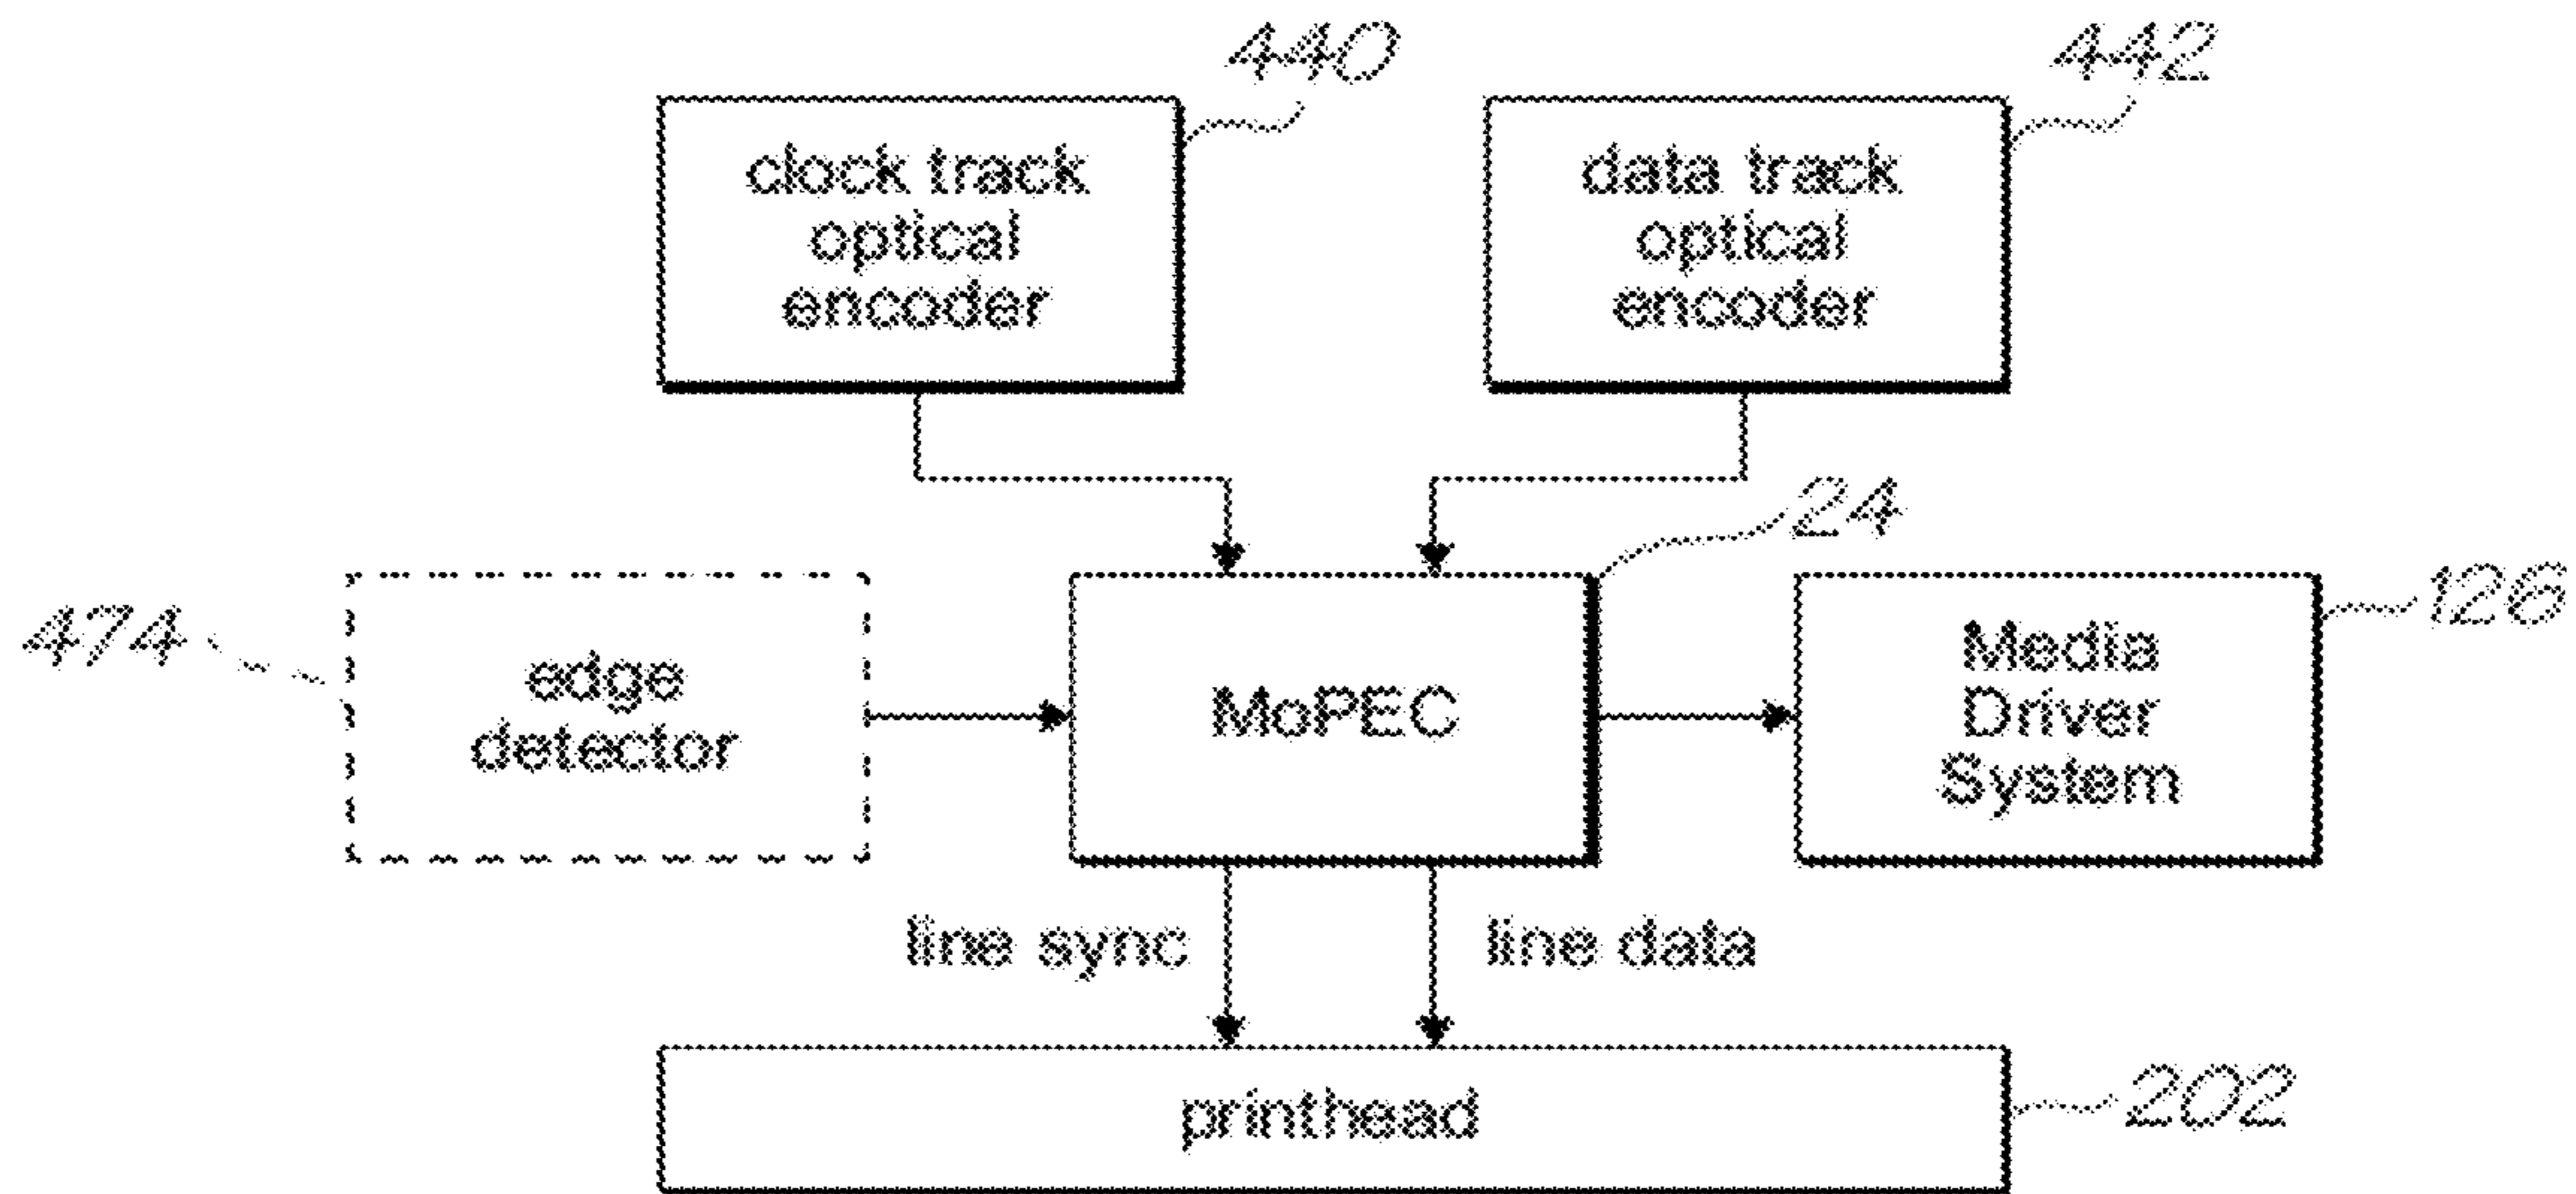 440
442
clock track
optical
encoder
data track
optical
encoder
24
126
474
edge
detector
MoPEC
Media
Driver
System
line sync
line data
printhead
202